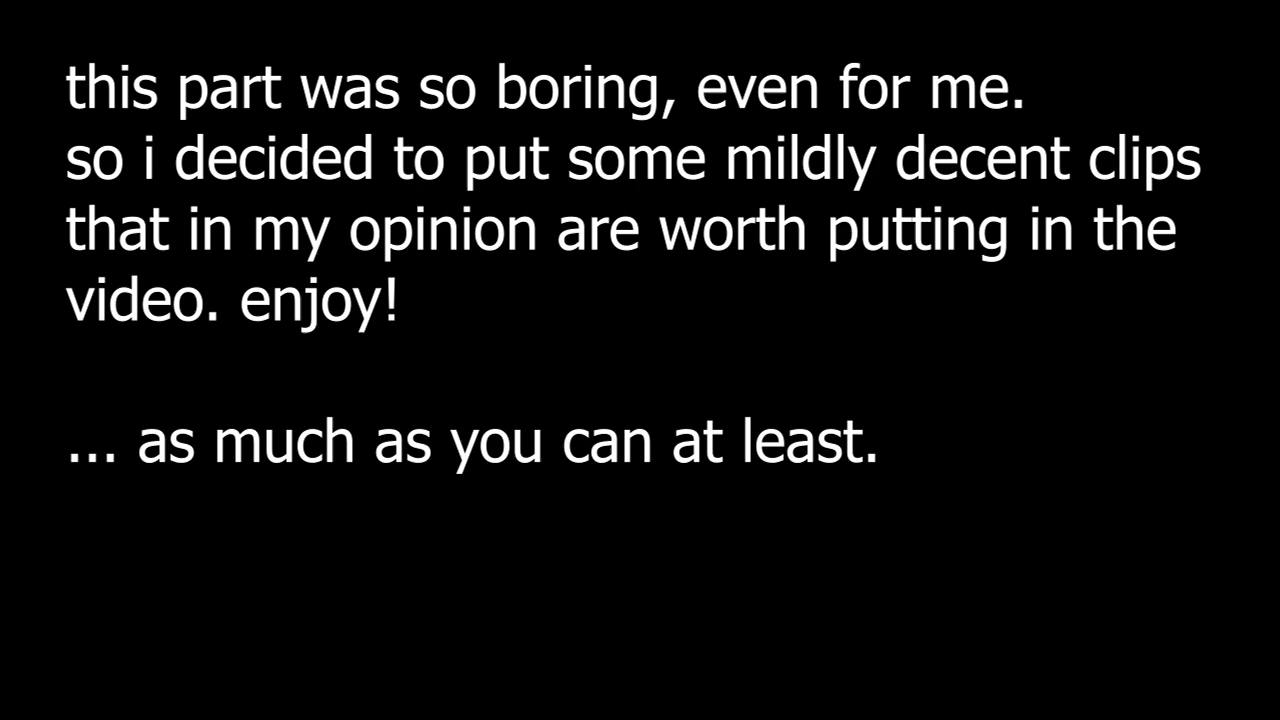 this part was so boring, even for me.
so i decided to put some mildly decent clips
that in my opinion are worth putting in the
video. enjoy!
... as much as you can at least.